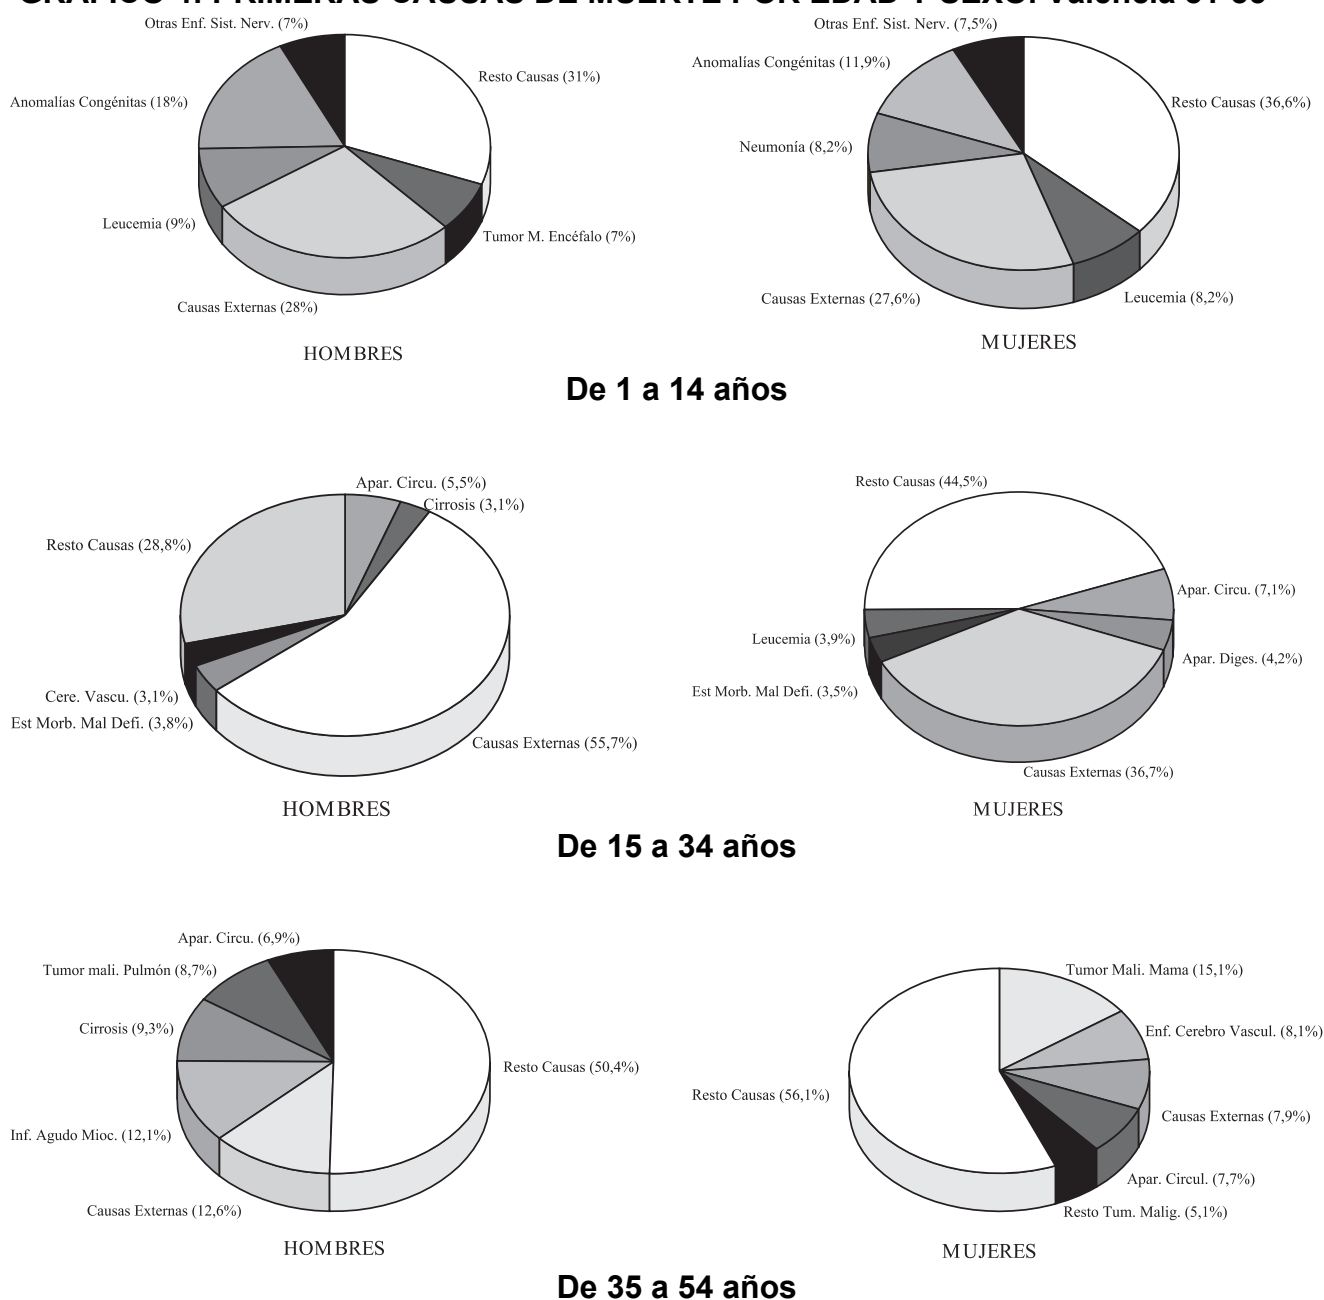 Otras Enf. Sist. Nerv. (7%)
Resto Causas (31%)
Anomalías Congénitas (18%)
Leucemia (9%)
Tumor M. Encéfalo (7%)
Causas Externas (28%)
HOMBRES
Otras Enf. Sist. Nerv. (7,5%)
Anomalías Congénitas (11,9%)
Resto Causas (36,6%)
Neumonía (8,2%)
Causas Externas (27,6%)
Leucemia (8,2%)
MUJERES
De 1 a 14 años
Apar. Circu. (5,5%)
Cirrosis (3,1%)
Resto Causas (28,8%)
Cere. Vascu. (3,1%)
Est Morb. Mal Defi. (3,8%)
Causas Externas (55,7%)
HOMBRES
Resto Causas (44,5%)
Apar. Circu. (7,1%)
Leucemia (3,9%)
Apar. Diges. (4,2%)
Est Morb. Mal Defi. (3,5%)
Causas Externas (36,7%)
MUJERES
De 15 a 34 años
Apar. Circu. (6,9%)
Tumor mali. Pulmón (8,7%)
Cirrosis (9,3%)
Resto Causas (50,4%)
Inf. Agudo Mioc. (12,1%)
Causas Externas (12,6%)
HOMBRES
Tumor Mali. Mama (15,1%)
Enf. Cerebro Vascul. (8,1%)
Resto Causas (56,1%)
Causas Externas (7,9%)
Apar. Circul. (7,7%)
Resto Tum. Malig. (5,1%)
MUJERES
De 35 a 54 años